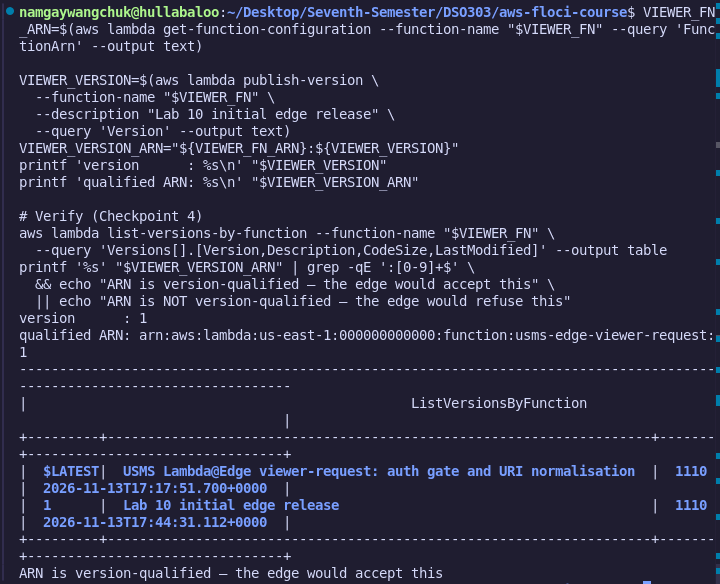 namgaywangchuk@hullabaloo:~/Desktop/Seventh-Semester/DSO303/aws-floci-course$ VIEWER_FN
_ARN=$(aws lambda get-function-configuration --function-name "$VIEWER_FN" --query 'Func
tionArn' --output text)

VIEWER_VERSION=$(aws lambda publish-version \
  --function-name "$VIEWER_FN" \
  --description "Lab 10 initial edge release" \
  --query 'Version' --output text)
VIEWER_VERSION_ARN="${VIEWER_FN_ARN}:${VIEWER_VERSION}"
printf 'version      : %s\n' "$VIEWER_VERSION"
printf 'qualified ARN: %s\n' "$VIEWER_VERSION_ARN"

# Verify (Checkpoint 4)
aws lambda list-versions-by-function --function-name "$VIEWER_FN" \
  --query 'Versions[].[Version,Description,CodeSize,LastModified]' --output table
printf '%s' "$VIEWER_VERSION_ARN" | grep -qE ':[0-9]+$' \
  && echo "ARN is version-qualified — the edge would accept this" \
  || echo "ARN is NOT version-qualified — the edge would refuse this"
version      : 1
qualified ARN: arn:aws:lambda:us-east-1:000000000000:function:usms-edge-viewer-request:
1
---------------------------------------------------------------------------------------
----------------------------------
|                                                ListVersionsByFunction
                                 |
+---------+--------------------------------------------------------------------+-------
+--------------------------------+
|  $LATEST|  USMS Lambda@Edge viewer-request: auth gate and URI normalisation  |  1110
|  2026-11-13T17:17:51.700+0000  |
|  1      |  Lab 10 initial edge release                                       |  1110
|  2026-11-13T17:44:31.112+0000  |
+---------+--------------------------------------------------------------------+-------
+--------------------------------+
ARN is version-qualified — the edge would accept this